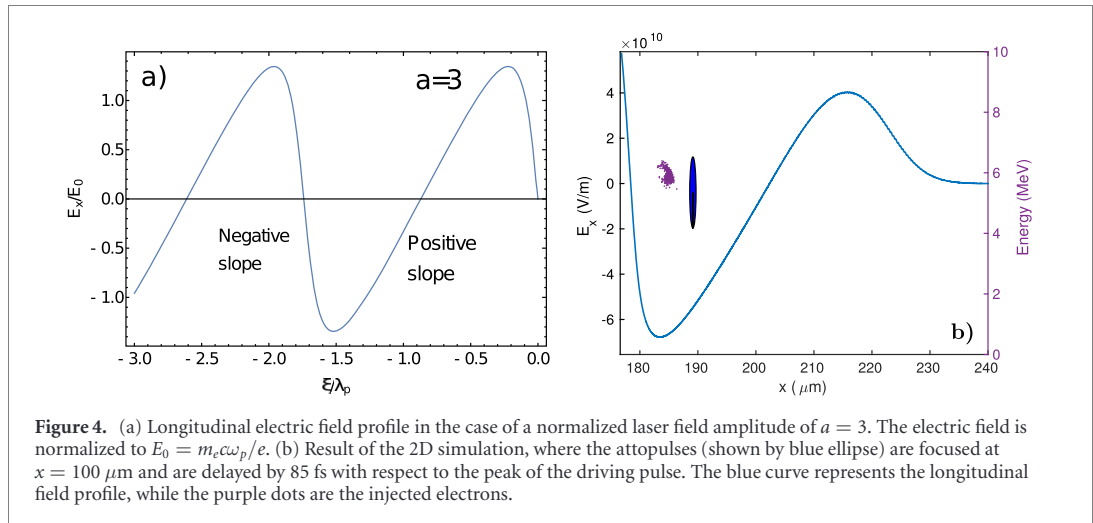 a)
a=3
1.0
0.5
0.0
- 0.5
- 1.0
E_x/E_0
Negative
slope
Positive
slope
- 3.0 - 2.5 - 2.0 - 1.5 - 1.0 - 0.5 0.0
ξ/λ_p
×10^10
4
2
0
-2
-4
-6
E_x (V/m)
10
8
6
4
2
0
Energy (MeV)
b)
180 190 200 210 220 230 240
x ( μm)
Figure 4. (a) Longitudinal electric field profile in the case of a normalized laser field amplitude of a = 3. The electric field is
normalized to E_0 = m_ecω_p/e. (b) Result of the 2D simulation, where the attopulses (shown by blue ellipse) are focused at
x = 100 μm and are delayed by 85 fs with respect to the peak of the driving pulse. The blue curve represents the longitudinal
field profile, while the purple dots are the injected electrons.